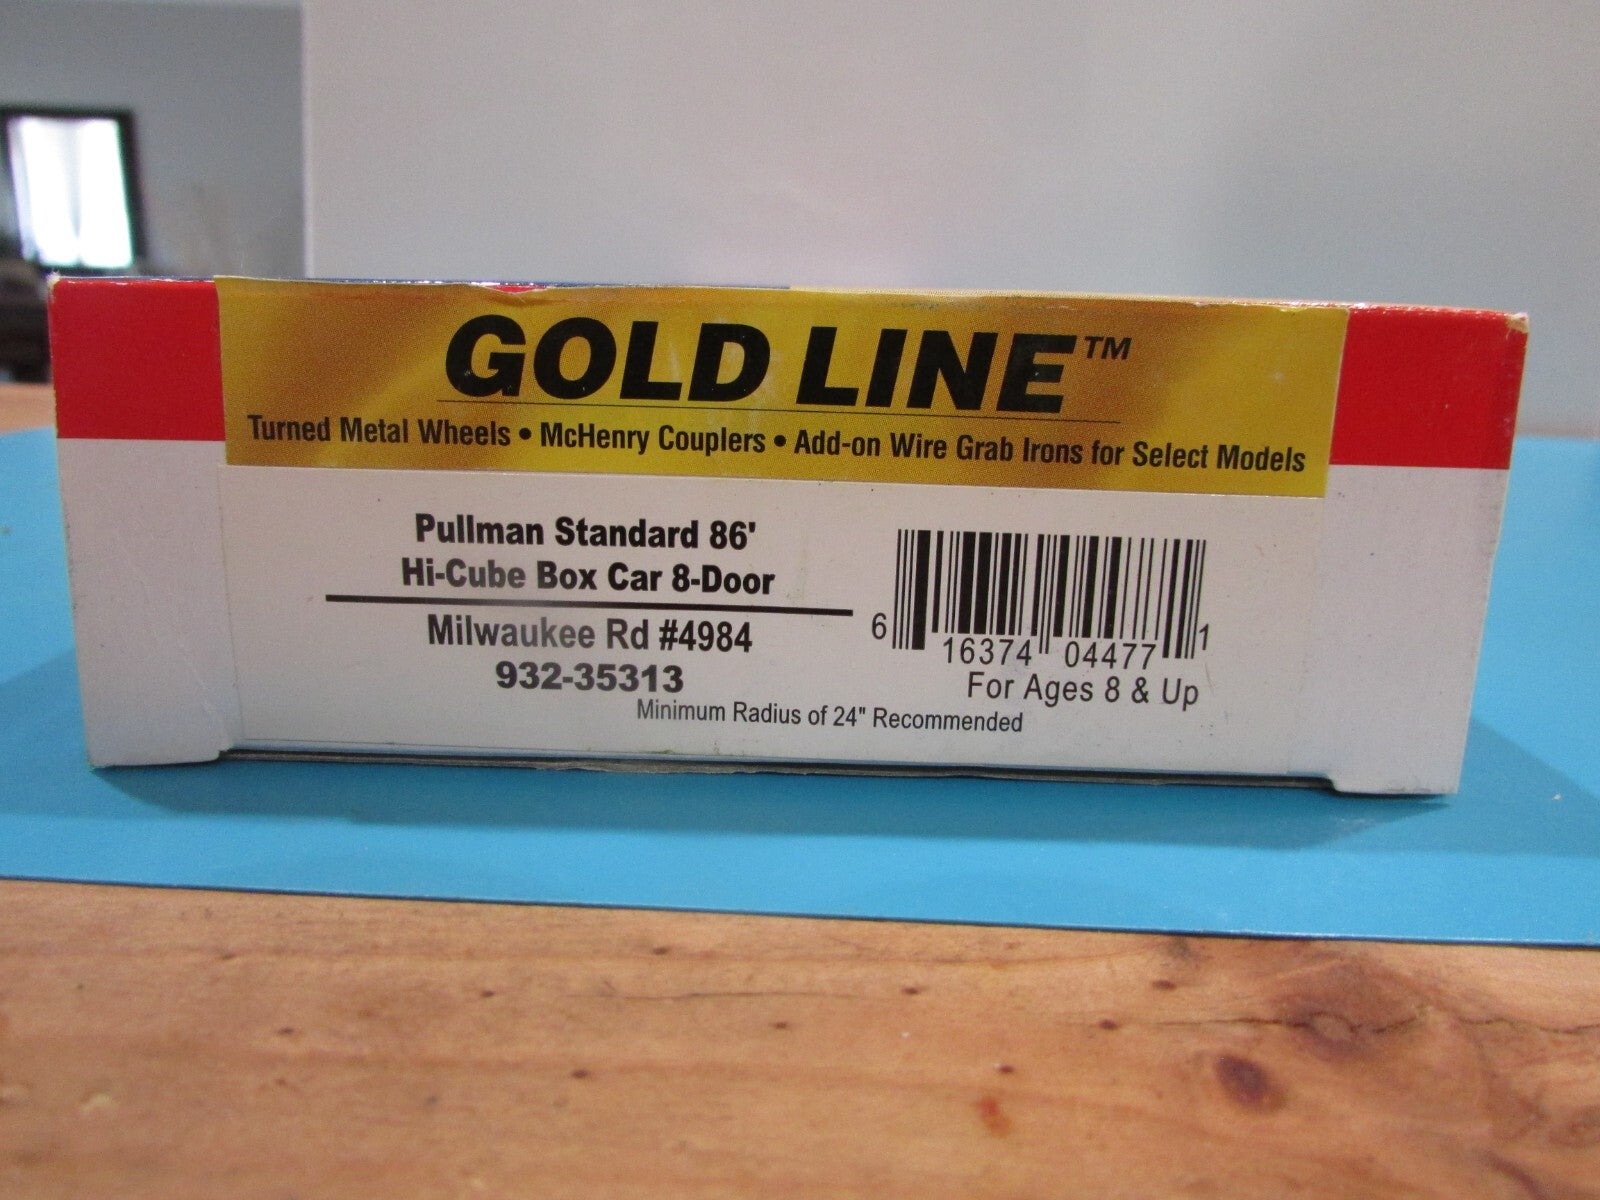 GOLD LINE™
Turned Metal Wheels • McHenry Couplers • Add-on Wire Grab Irons for Select Models
Pullman Standard 86'
Hi-Cube Box Car 8-Door
Milwaukee Rd #4984
932-35313
Minimum Radius of 24" Recommended
6 16374 04477 1
For Ages 8 & Up